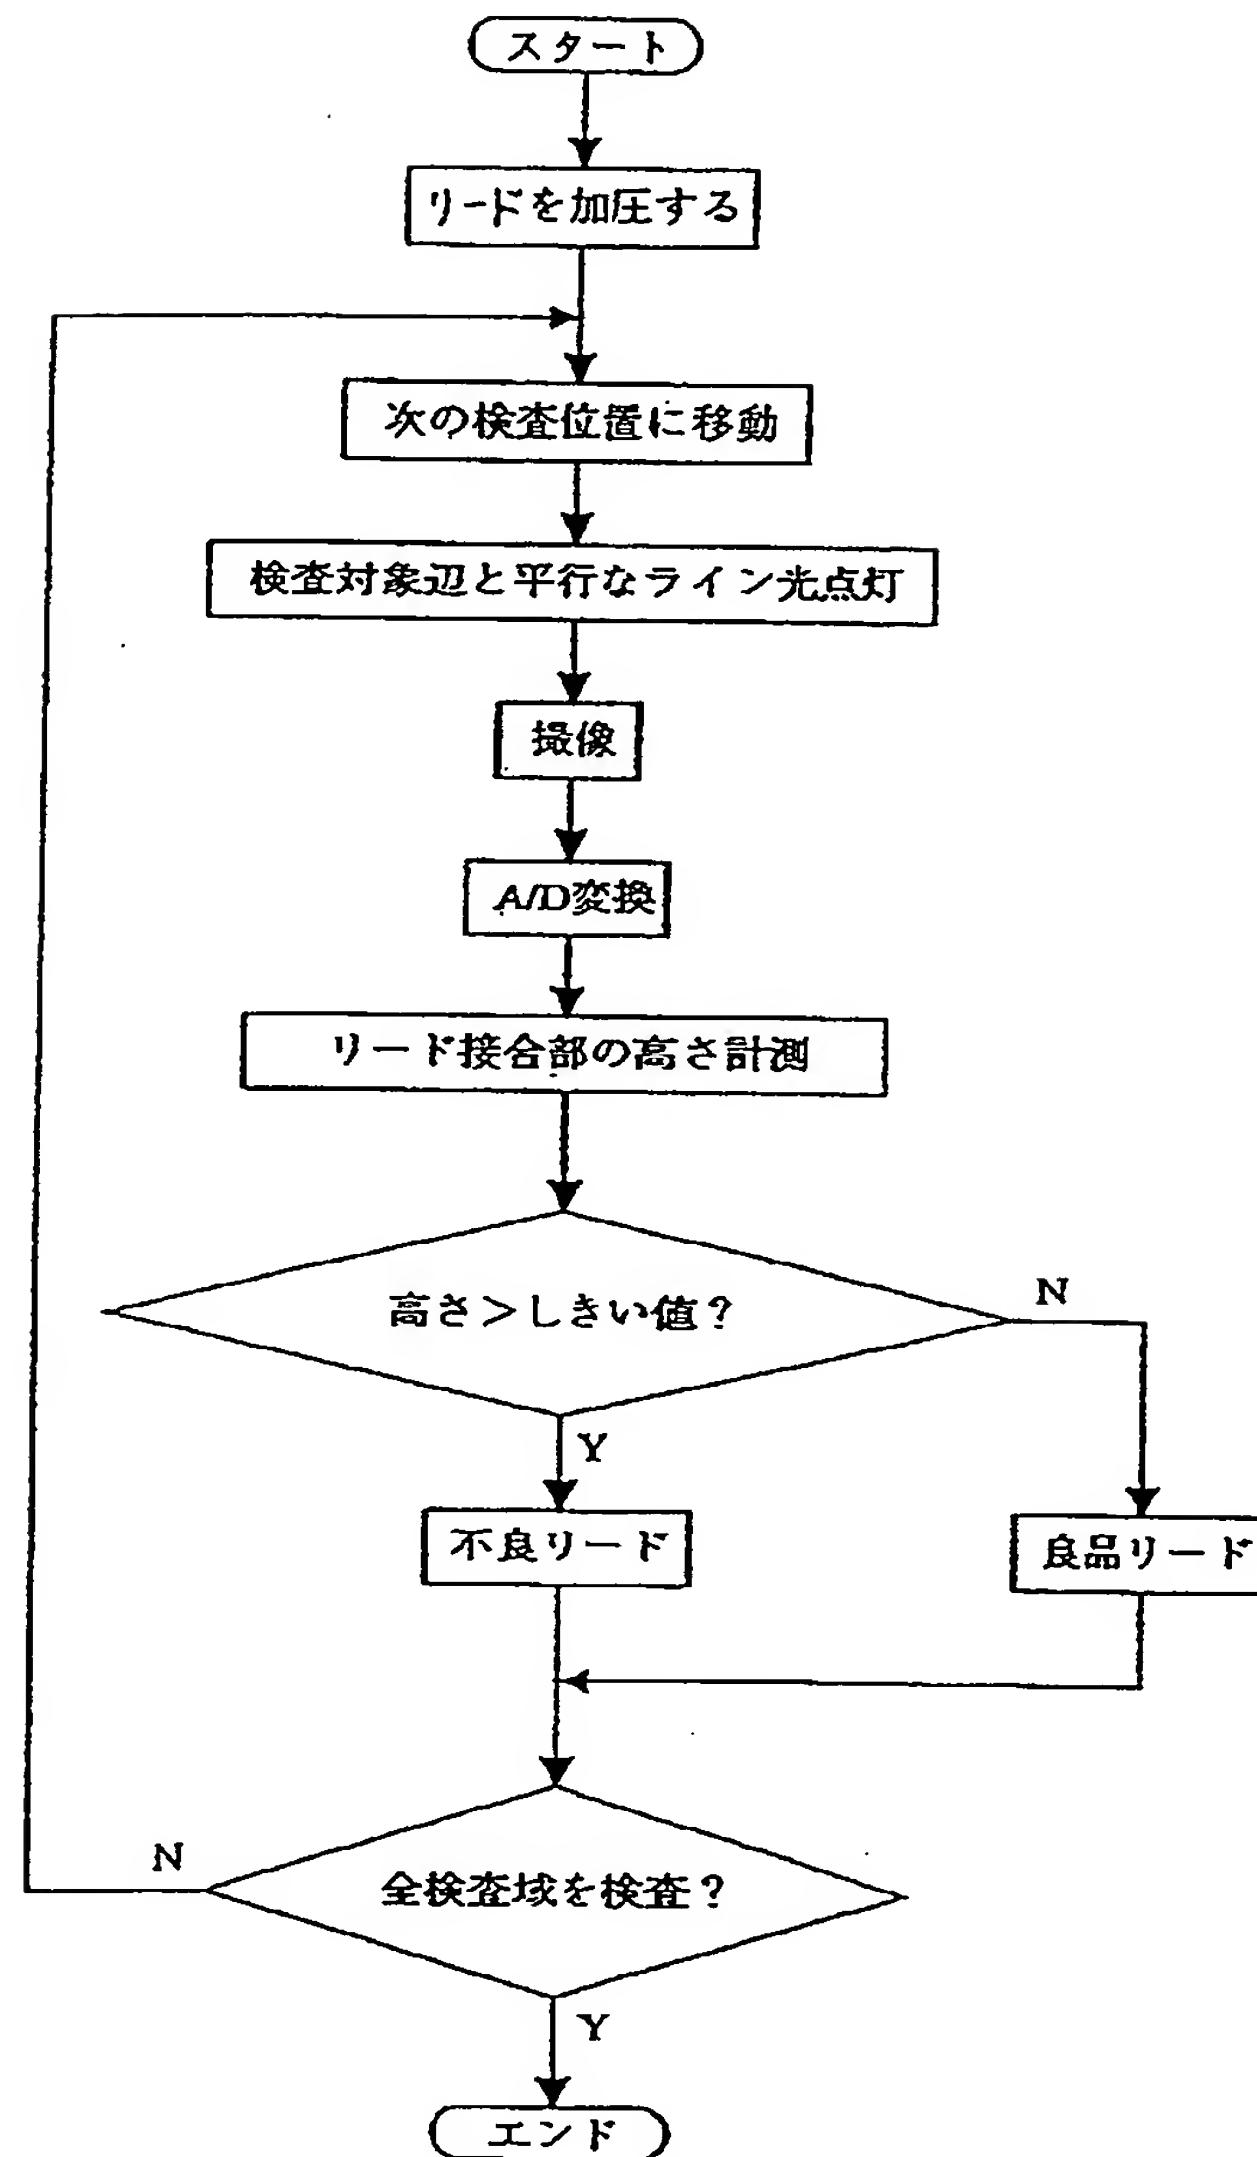 スタート
リードを加圧する
次の検査位置に移動
検査対象辺と平行なライン光点灯
撮像
A/D変換
リード接合部の高さ計測
高さ＞しきい値？
N
Y
不良リード
良品リード
N
全検査域を検査？
Y
エンド